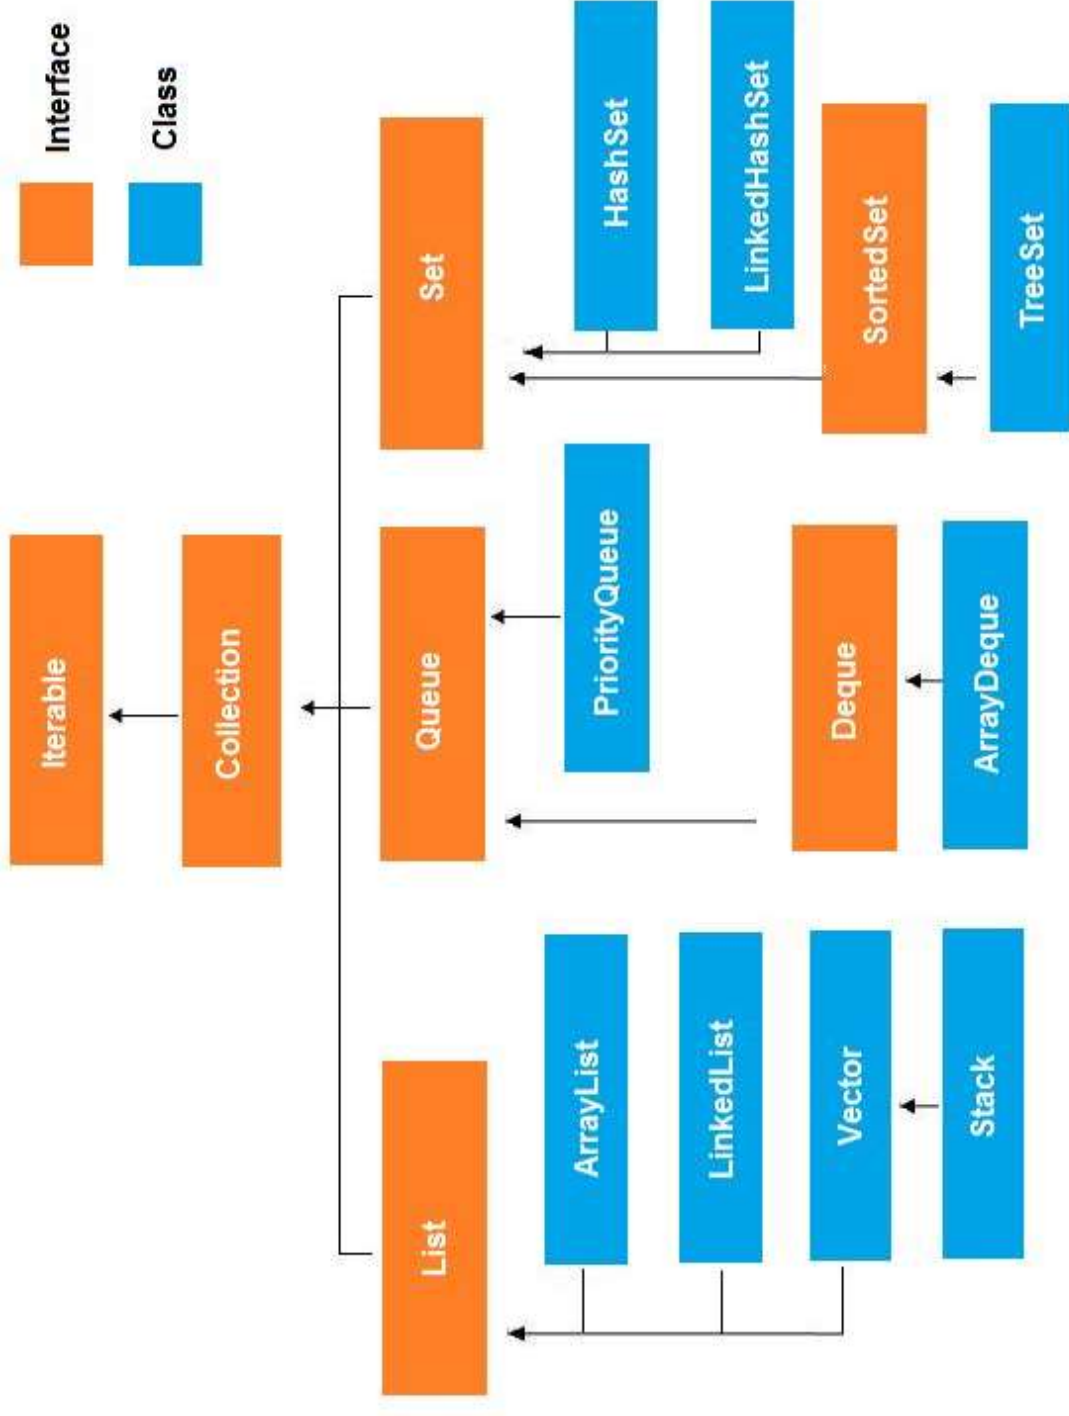 Interface
Class
Iterable
Collection
List
Queue
Set
ArrayList
LinkedList
Vector
Stack
PriorityQueue
Deque
ArrayDeque
HashSet
LinkedHashSet
SortedSet
TreeSet